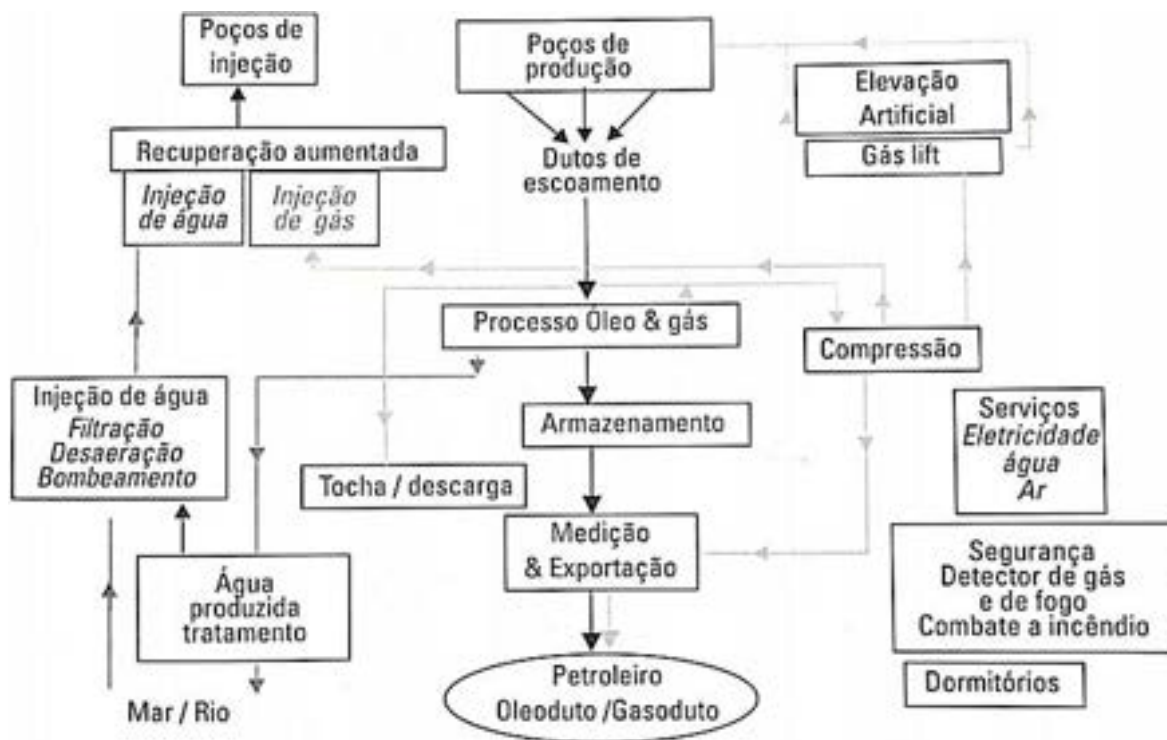 Poços de
injeção
Poços de
produção
Elevação
Artificial
Gás lift
Recuperação aumentada
Injeção
de água
Injeção
de gás
Dutos de
escoamento
Processo Óleo & gás
Compressão
Injeção de água
Filtração
Desaeração
Bombeamento
Armazenamento
Serviços
Eletricidade
água
Ar
Tocha / descarga
Medição
& Exportação
Segurança
Detector de gás
e de fogo
Combate a incêndio
Água
produzida
tratamento
Petroleiro
Oleoduto /Gasoduto
Dormitórios
Mar / Rio